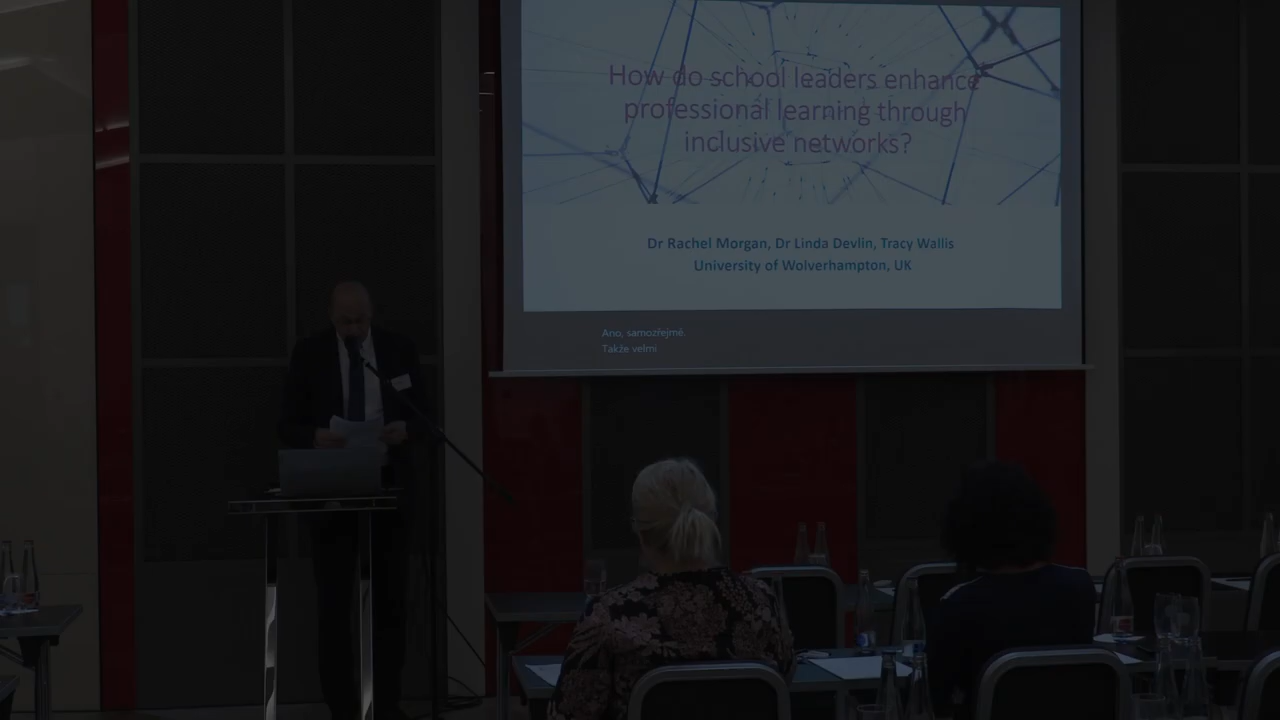 How do school leaders enhance
professional learning through
inclusive networks?
Dr Rachel Morgan, Dr Linda Devlin, Tracy Wallis
University of Wolverhampton, UK
Ano, samozřejmě.
Takže velmi